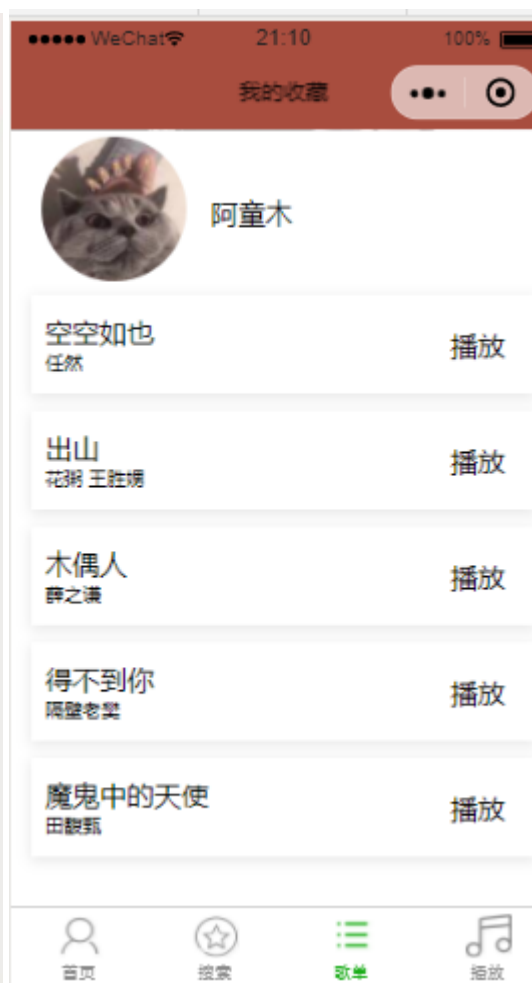 WeChat 21:10 100%
我的收藏
阿童木
空空如也
任然
播放
出山
花粥 王胜娚
播放
木偶人
薛之谦
播放
得不到你
隔壁老樊
播放
魔鬼中的天使
田馥甄
播放
首页 搜索 歌单 播放